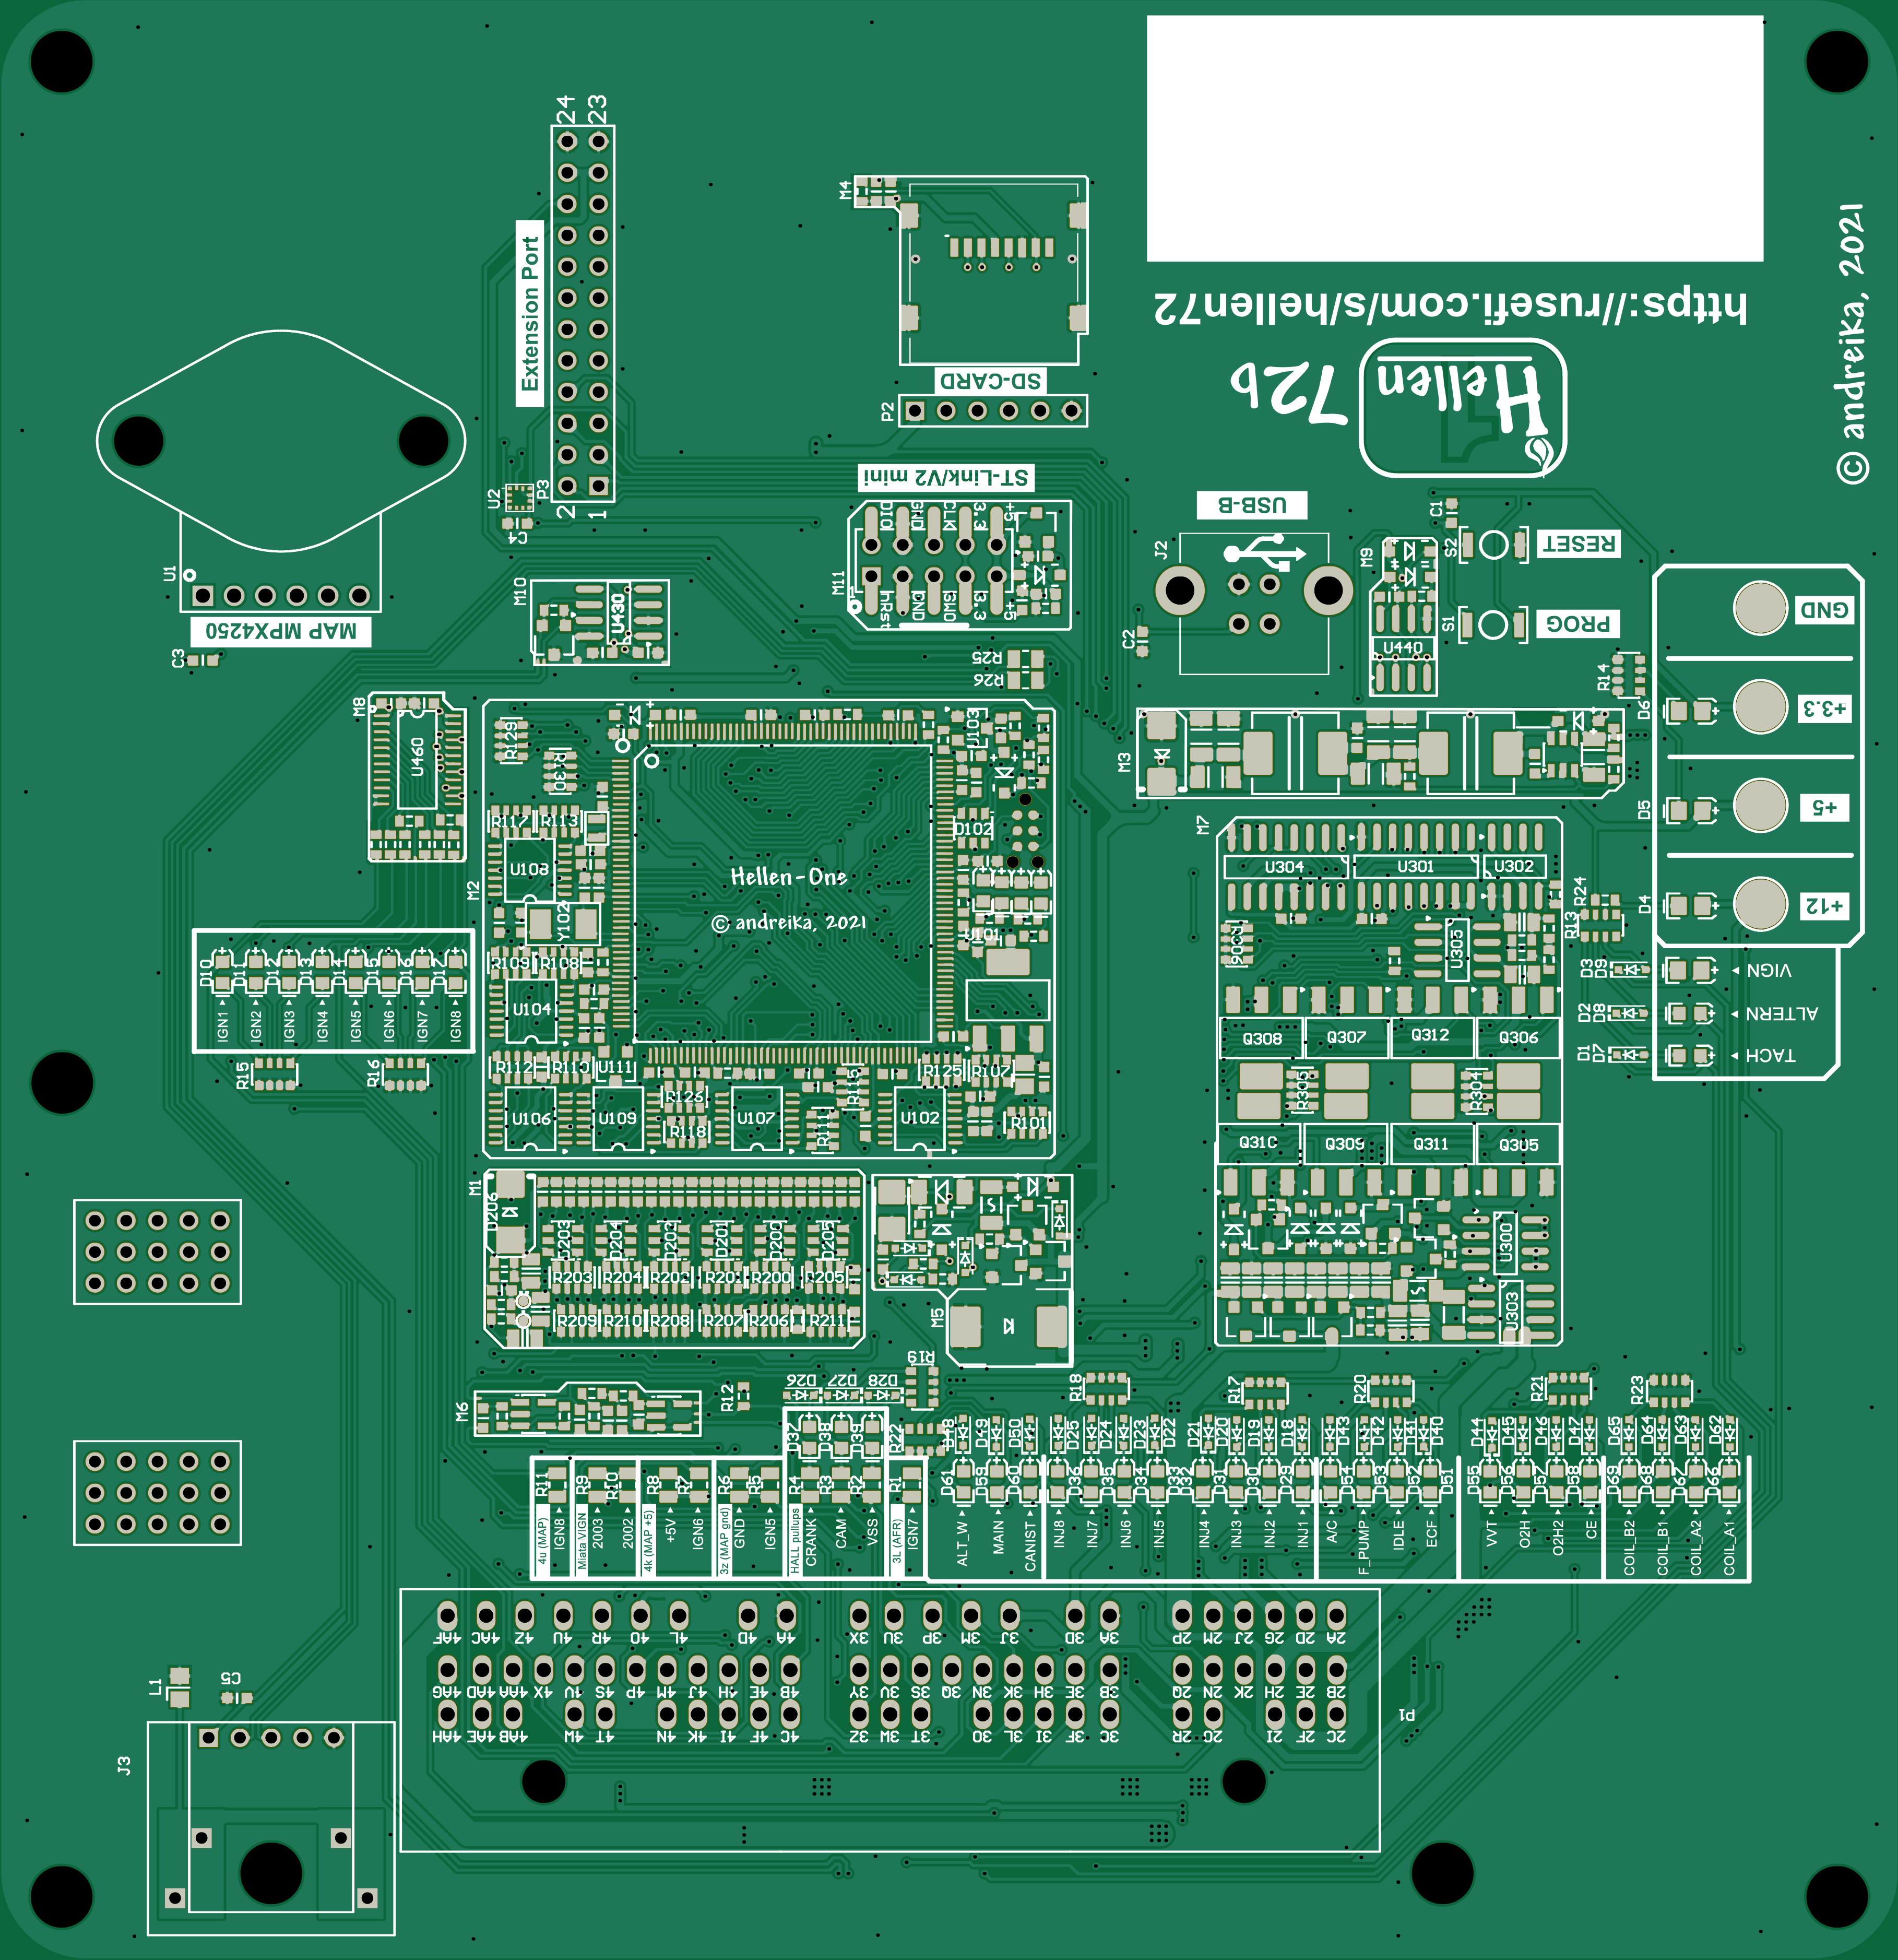 24 23
Extension Port
M4
https://rusefi.com/s/hellen72
Hellen
72b
© andreika, 2021
SD-CARD
P2
ST-Link/V2 mini
U2
P3
C4
2 1
DIO GND CLK 3.3 +5
nRst GND SWO 3.3 +5
M11
USB-B
J2
C1
S2
RESET
M9
S1
PROG
U440
C2
U1
MAP MPX4250
C3
M10
U430
R25
R26
R14
GND
+3.3
+5
+12
D6
D5
D4
M8
U460
M3
M7
R129
R130
U103
R117 R113
D102
U108
M2
Y102
Hellen-One
© andreika, 2021
U101
R109 R108
U104
R112 R110 U111
R115
R125 R107
R126
R118
R111
R101
U106 U109 U107 U102
U304 U301 U302
U305
R24
R13
D3 D9
VIGN
D2 D8
ALTERN
D1 D7
TACH
Q308 Q307 Q312 Q306
R305 R304
Q310 Q309 Q311 Q305
U300
U303
D10 D11 D12 D13 D14 D15 D16 D17
IGN1 IGN2 IGN3 IGN4 IGN5 IGN6 IGN7 IGN8
R15 R16
M1
D206
D203 D204 D202 D201 D200 D205
R203 R204 R202 R201 R200 R205
R209 R210 R208 R207 R206 R211
M5
M6
R12
D26 D27 D28
R19
R18 R17 R20 R21 R23
D37 D38 D39
R22
D48 D49 D50 D25 D24 D23 D22 D21 D20 D19 D18 D43 D42 D41 D40 D44 D45 D46 D47 D65 D64 D63 D62
D61 D59 D60 D36 D35 D34 D33 D32 D31 D30 D29 D54 D53 D52 D51 D55 D56 D57 D58 D69 D68 D67 D66
R11 R9 R10 R8 R7 R6 R5 R4 R3 R2 R1
4u (MAP)
IGN8
Miata VIGN
2003
2002
4k (MAP +5)
+5V
IGN6
3z (MAP gnd)
GND
IGN5
HALL pullups
CRANK
CAM
VSS
3L (AFR)
IGN7
ALT_W MAIN CANIST INJ8 INJ7 INJ6 INJ5 INJ4 INJ3 INJ2 INJ1 A/C F_PUMP IDLE ECF VVT O2H O2H2 CE COIL_B2 COIL_B1 COIL_A2 COIL_A1
4AF 4AC 4Z 4U 4R 4O 4L 4D 4A 3X 3U 3P 3M 3J 3D 3A 2P 2M 2J 2G 2D 2A
4AG 4AD 4AA 4X 4V 4S 4P 4M 4J 4H 4E 4B 3Y 3V 3S 3Q 3N 3K 3H 3E 3B 2Q 2N 2K 2H 2E 2B
4AH 4AE 4AB 4W 4T 4N 4K 4I 4F 4C 3Z 3W 3T 3O 3L 3I 3F 3C 2R 2O 2I 2F 2C
P1
L1
C5
J3